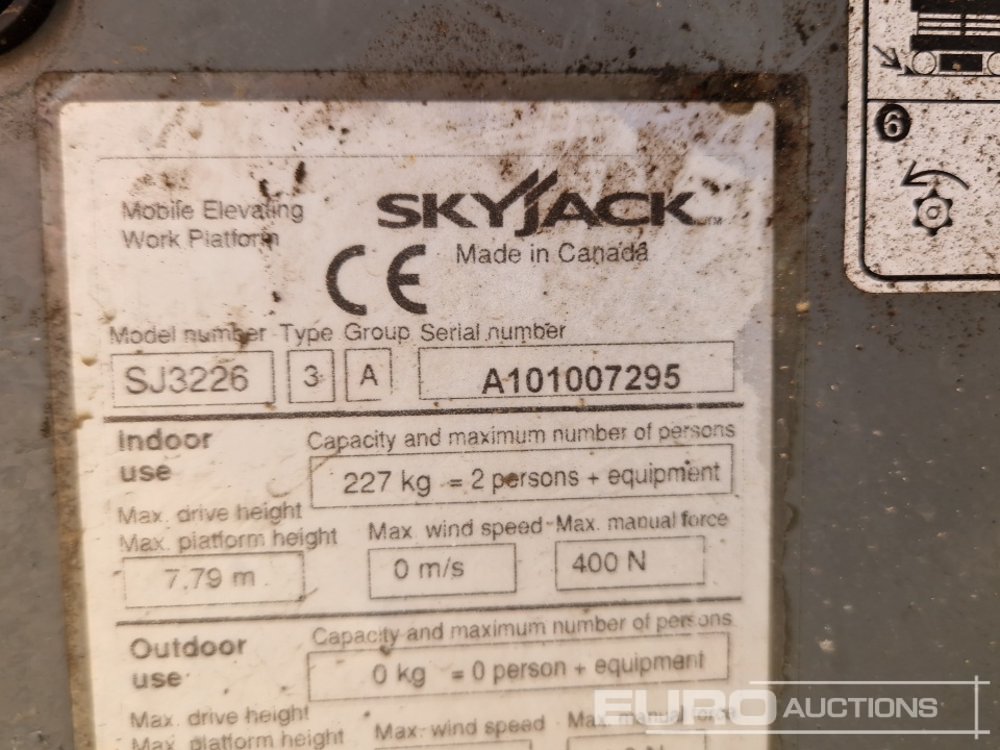 Mobile Elevating
Work Platform
SKYJACK
Made in Canada
CE
Model number Type Group Serial number
SJ3226 3 A A101007295
Indoor
use
Capacity and maximum number of persons
227 kg = 2 persons + equipment
Max. drive height
Max. platform height
7,79 m
Max. wind speed
0 m/s
Max. manual force
400 N
Outdoor
use
Capacity and maximum number of persons
0 kg = 0 person + equipment
Max. drive height
Max. platform height
Max. wind speed
Max. manual force
6
EURO AUCTIONS